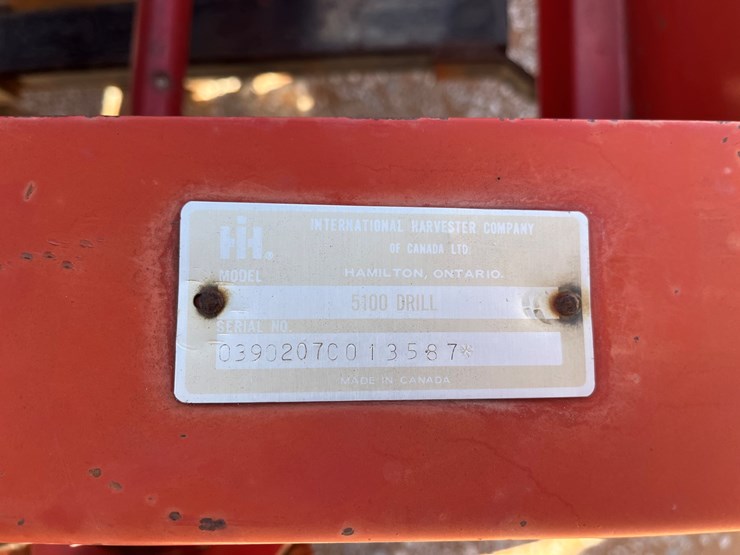 IH.
INTERNATIONAL HARVESTER COMPANY
OF CANADA LTD.
HAMILTON, ONTARIO.
MODEL
5100 DRILL
SERIAL NO.
0390207C013587*
MADE IN CANADA